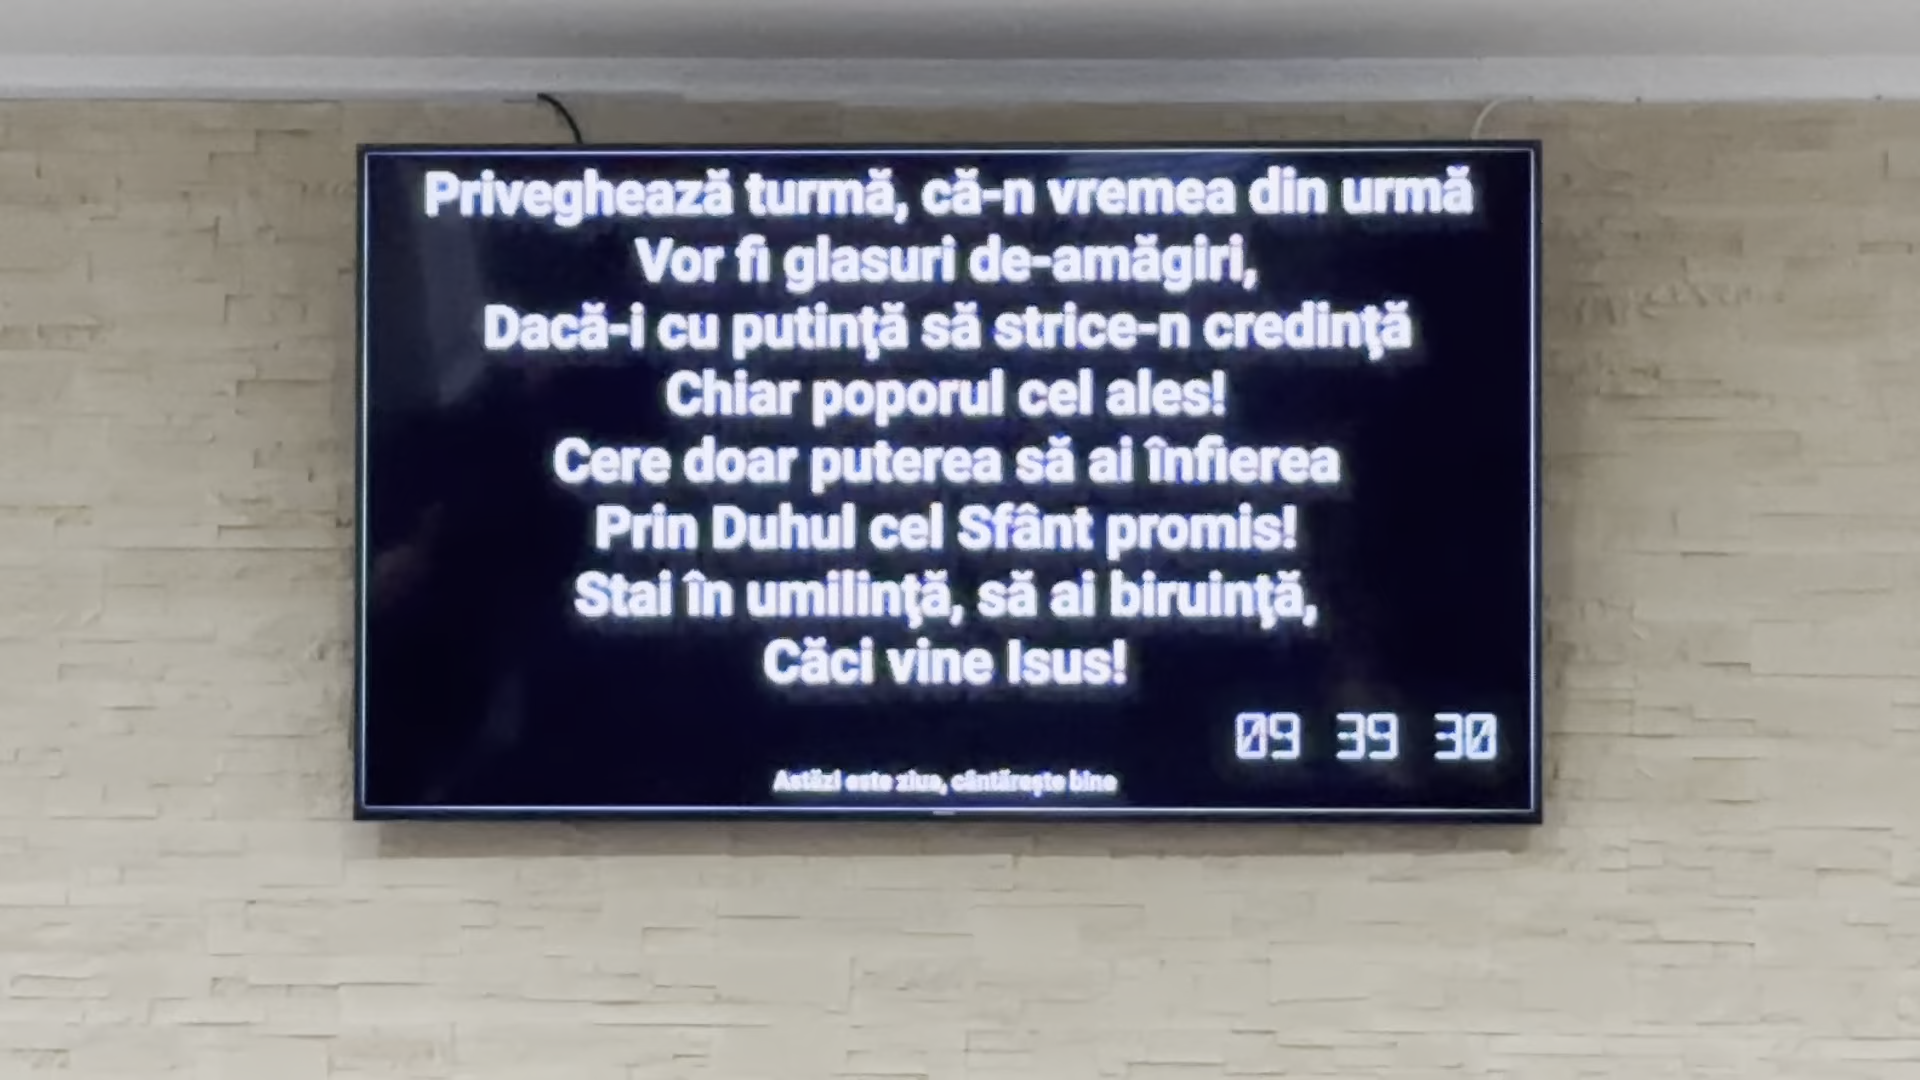 Priveghează turmă, că-n vremea din urmă
Vor fi glasuri de-amăgiri,
Dacă-i cu putinţă să strice-n credinţă
Chiar poporul cel ales!
Cere doar puterea să ai înfierea
Prin Duhul cel Sfânt promis!
Stai în umilinţă, să ai biruinţă,
Căci vine Isus!
09 39 30
Astăzi este ziua, cântăreşte bine